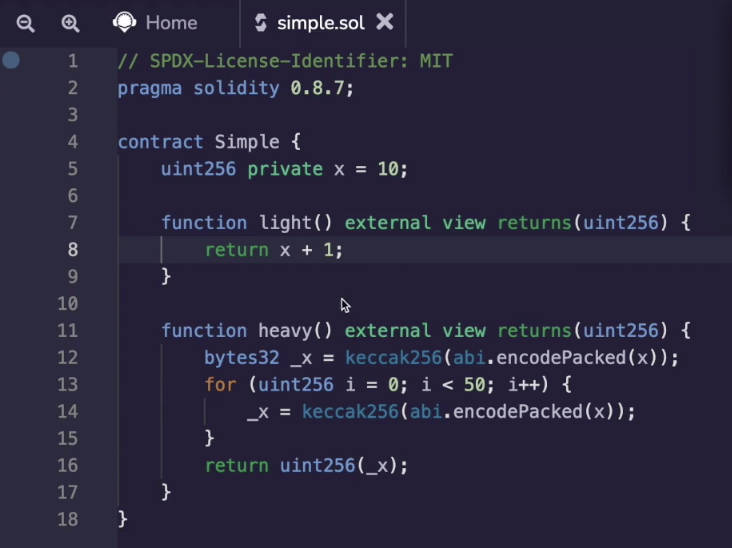 Home simple.sol
1 // SPDX-License-Identifier: MIT
2 pragma solidity 0.8.7;
3
4 contract Simple {
5     uint256 private x = 10;
6
7     function light() external view returns(uint256) {
8         return x + 1;
9     }
10
11     function heavy() external view returns(uint256) {
12         bytes32 _x = keccak256(abi.encodePacked(x));
13         for (uint256 i = 0; i < 50; i++) {
14             _x = keccak256(abi.encodePacked(x));
15         }
16         return uint256(_x);
17     }
18 }